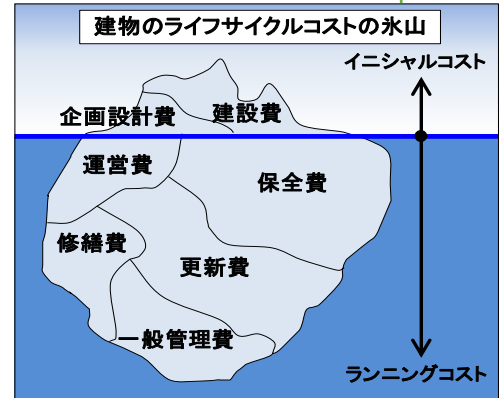 建物のライフサイクルコストの氷山
イニシャルコスト
企画設計費
建設費
運営費
保全費
修繕費
更新費
一般管理費
ランニングコスト